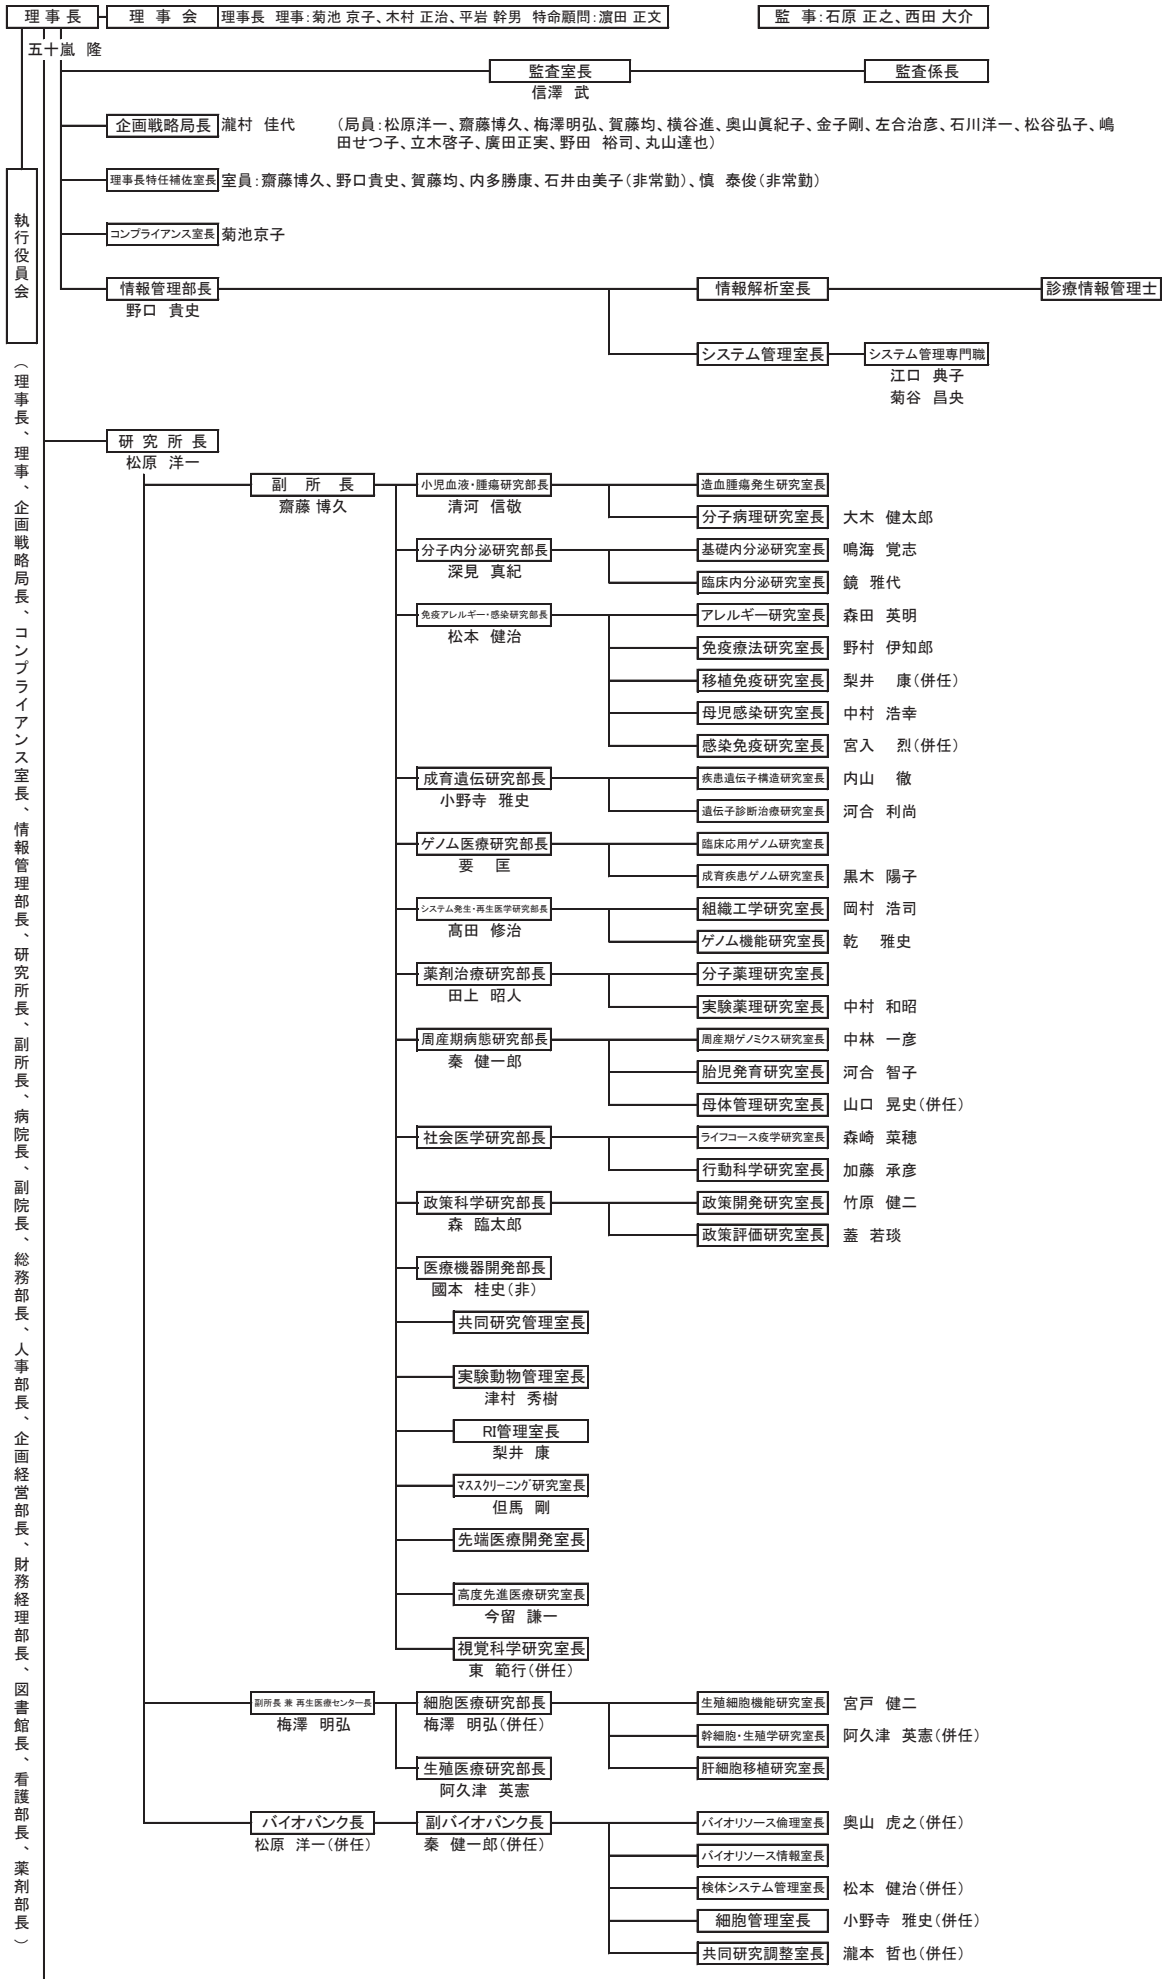 理事長 理事会 理事長 理事:菊池 京子、木村 正治、平岩 幹男 特命顧問:濵田 正文 監 事:石原 正之、西田 大介
五十嵐 隆
監査室長 監査係長
信澤 武
企画戦略局長 瀧村 佳代 (局員:松原洋一、齋藤博久、梅澤明弘、賀藤均、横谷進、奥山眞紀子、金子剛、左合治彦、石川洋一、松谷弘子、嶋
田せつ子、立木啓子、廣田正実、野田 裕司、丸山達也)
理事長特任補佐室長 室員:齋藤博久、野口貴史、賀藤均、内多勝康、石井由美子(非常勤)、慎 泰俊(非常勤)
コンプライアンス室長 菊池京子
執行役員会
情報管理部長 情報解析室長 診療情報管理士
野口 貴史
システム管理室長 システム管理専門職
江口 典子
菊谷 昌央
(理事長、理事、企画戦略局長、コンプライアンス室長、情報管理部長、研究所長、副所長、病院長、副院長、総務部長、人事部長、企画経営部長、財務経理部長、図書館長、看護部長、薬剤部長)
研究所長
松原 洋一
副所長 小児血液・腫瘍研究部長 造血腫瘍発生研究室長
齋藤 博久 清河 信敬
分子病理研究室長 大木 健太郎
分子内分泌研究部長 基礎内分泌研究室長 鳴海 覚志
深見 真紀
臨床内分泌研究室長 鏡 雅代
免疫アレルギー・感染研究部長 アレルギー研究室長 森田 英明
松本 健治
免疫療法研究室長 野村 伊知郎
移植免疫研究室長 梨井 康(併任)
母児感染研究室長 中村 浩幸
感染免疫研究室長 宮入 烈(併任)
成育遺伝研究部長 疾患遺伝子構造研究室長 内山 徹
小野寺 雅史
遺伝子診断治療研究室長 河合 利尚
ゲノム医療研究部長 臨床応用ゲノム研究室長
要 匡
成育疾患ゲノム研究室長 黒木 陽子
システム発生・再生医学研究部長 組織工学研究室長 岡村 浩司
髙田 修治
ゲノム機能研究室長 乾 雅史
薬剤治療研究部長 分子薬理研究室長
田上 昭人
実験薬理研究室長 中村 和昭
周産期病態研究部長 周産期ゲノミクス研究室長 中林 一彦
秦 健一郎
胎児発育研究室長 河合 智子
母体管理研究室長 山口 晃史(併任)
社会医学研究部長 ライフコース疫学研究室長 森崎 菜穂
行動科学研究室長 加藤 承彦
政策科学研究部長 政策開発研究室長 竹原 健二
森 臨太郎
政策評価研究室長 蓋 若琰
医療機器開発部長
國本 桂史(非)
共同研究管理室長
実験動物管理室長
津村 秀樹
RI管理室長
梨井 康
マススクリーニング研究室長
但馬 剛
先端医療開発室長
高度先進医療研究室長
今留 謙一
視覚科学研究室長
東 範行(併任)
副所長 兼 再生医療センター長 細胞医療研究部長 生殖細胞機能研究室長 宮戸 健二
梅澤 明弘 梅澤 明弘(併任)
幹細胞・生殖学研究室長 阿久津 英憲(併任)
生殖医療研究部長 肝細胞移植研究室長
阿久津 英憲
バイオバンク長 副バイオバンク長 バイオリソース倫理室長 奥山 虎之(併任)
松原 洋一(併任) 秦 健一郎(併任)
バイオリソース情報室長
検体システム管理室長 松本 健治(併任)
細胞管理室長 小野寺 雅史(併任)
共同研究調整室長 瀧本 哲也(併任)